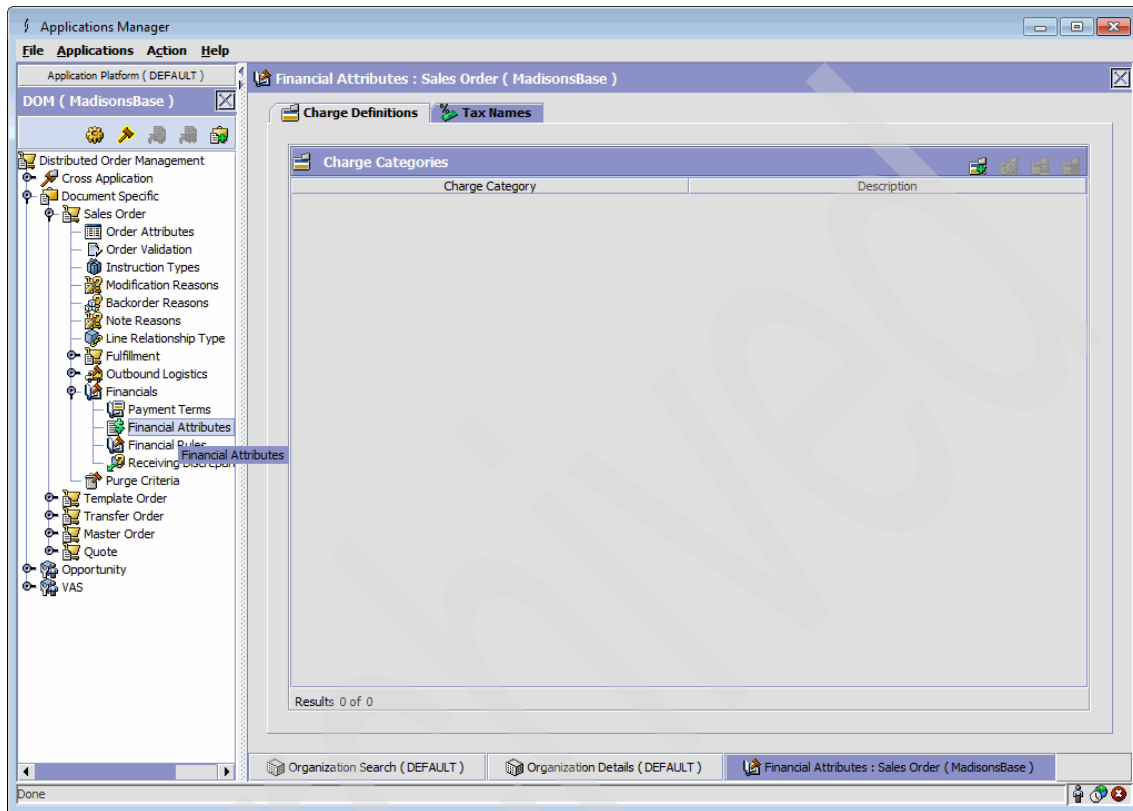 Applications Manager
File Applications Action Help
Application Platform ( DEFAULT )
DOM ( MadisonsBase )
Distributed Order Management
Cross Application
Document Specific
Sales Order
Order Attributes
Order Validation
Instruction Types
Modification Reasons
Backorder Reasons
Note Reasons
Line Relationship Type
Fulfillment
Outbound Logistics
Financials
Payment Terms
Financial Attributes
Financial Rules
Financial Attributes
Receiving Discrepan
Purge Criteria
Template Order
Transfer Order
Master Order
Quote
Opportunity
VAS
Financial Attributes : Sales Order ( MadisonsBase )
Charge Definitions Tax Names
Charge Categories
Charge Category Description
Results 0 of 0
Organization Search ( DEFAULT ) Organization Details ( DEFAULT ) Financial Attributes : Sales Order ( MadisonsBase )
Done